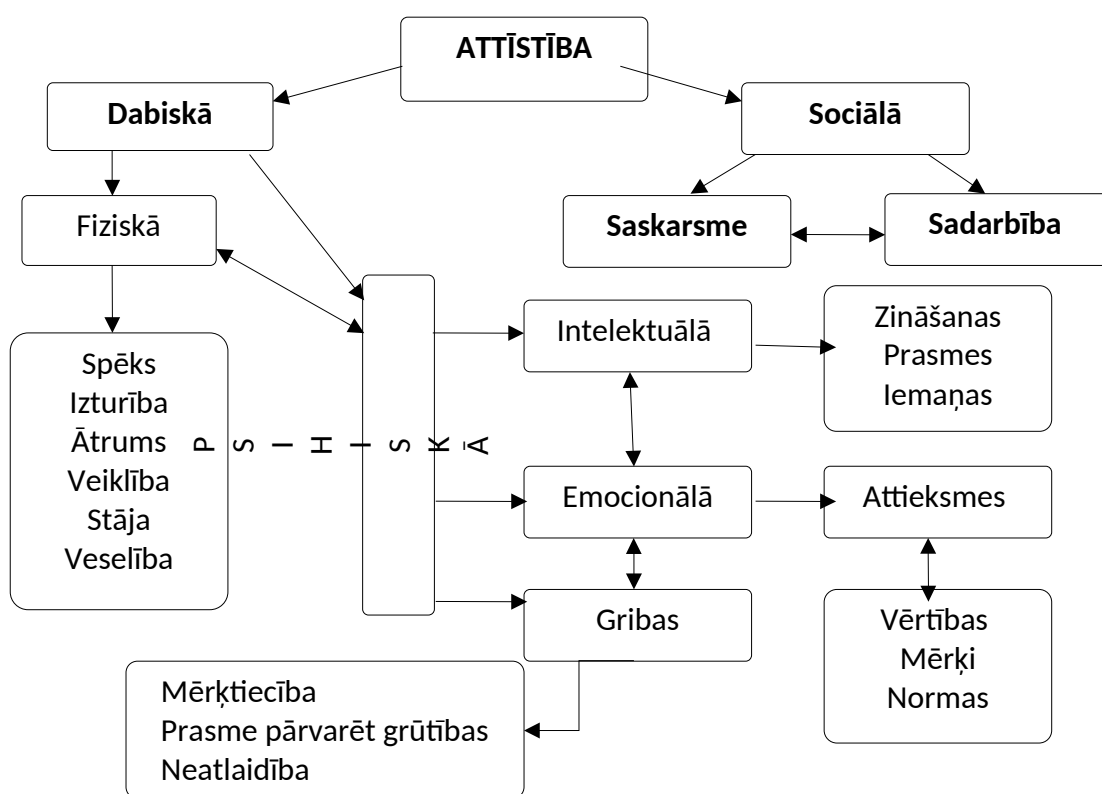 ATTĪSTĪBA
Dabiskā
Sociālā
Fiziskā
Saskarsme
Sadarbība
Spēks
Izturība
Ātrums
Veiklība
Stāja
Veselība
P S I H I S K Ā
Intelektuālā
Zināšanas
Prasmes
Iemaņas
Emocionālā
Attieksmes
Gribas
Vērtības
Mērķi
Normas
Mērķtiecība
Prasme pārvarēt grūtības
Neatlaidība